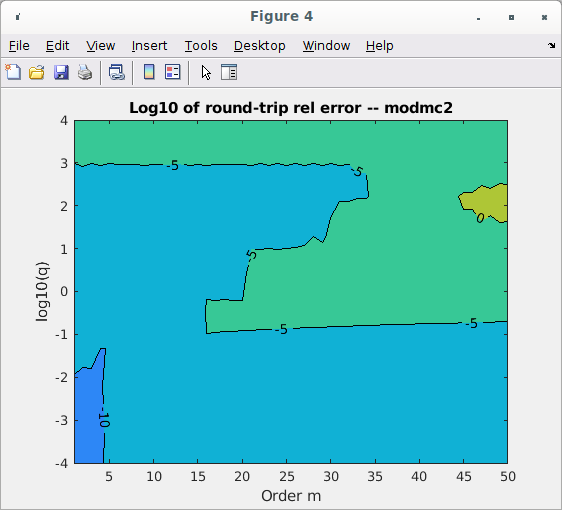 Figure 4
File Edit View Insert Tools Desktop Window Help
Log10 of round-trip rel error -- modmc2
4
3
2
1
0
-1
-2
-3
-4
log10(q)
-5
-5
0
-5
-5
-5
-10
5 10 15 20 25 30 35 40 45 50
Order m